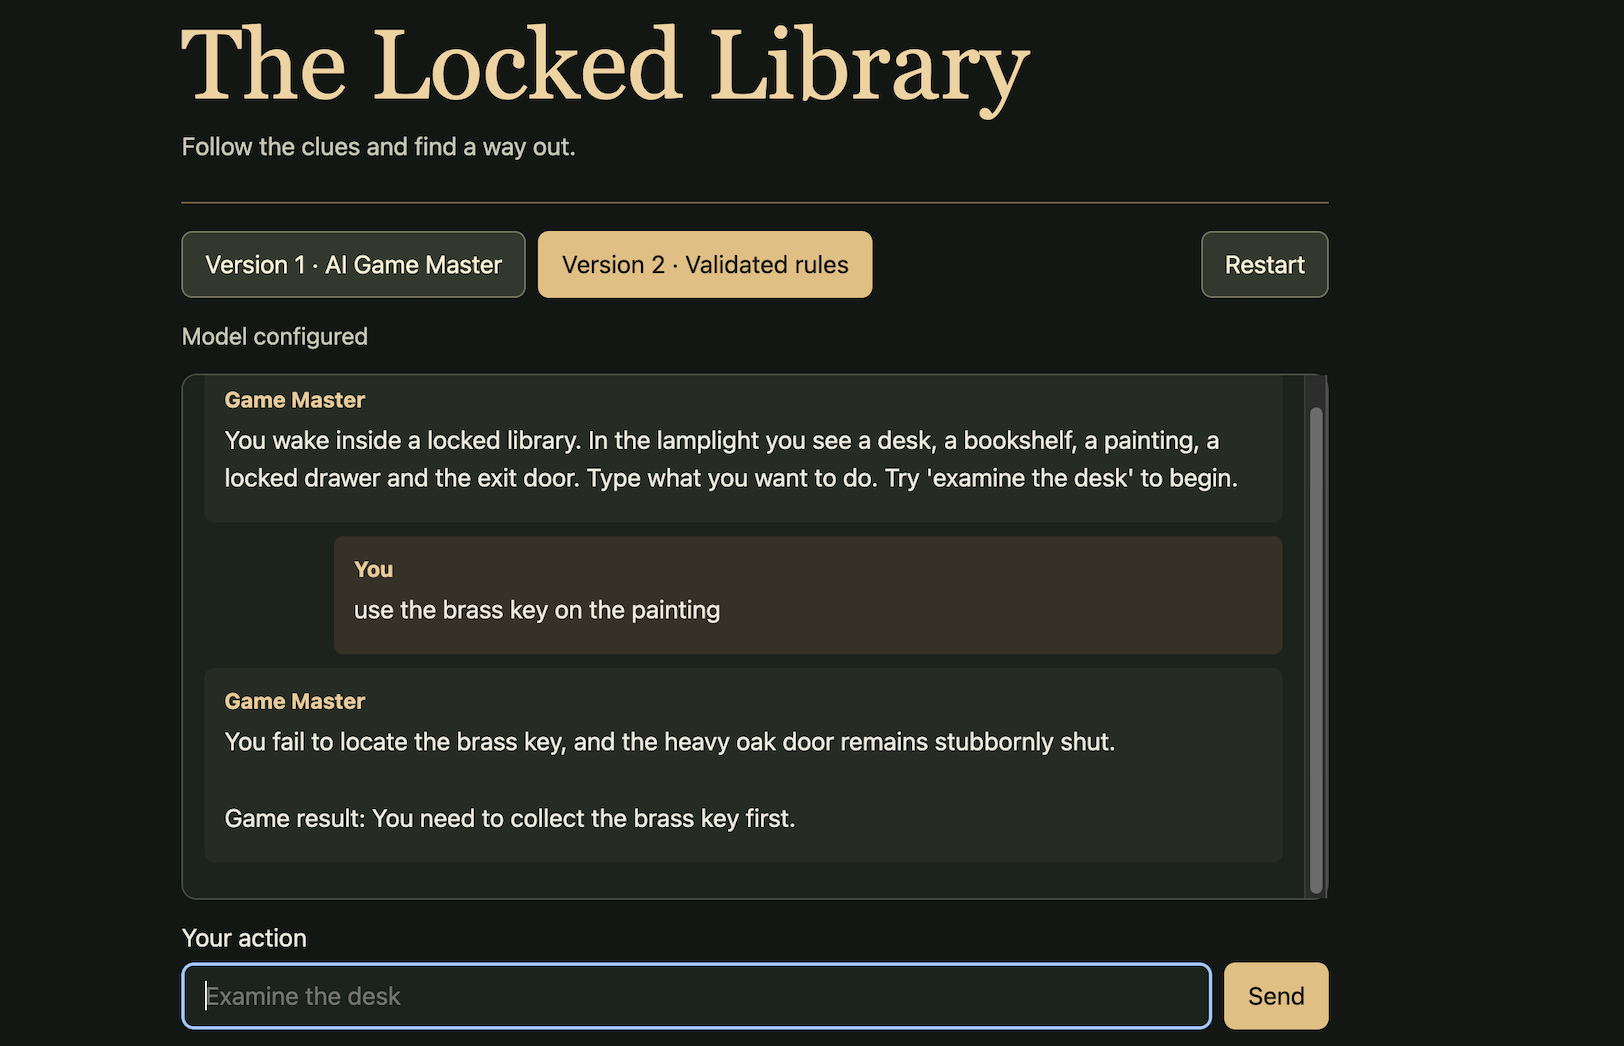 The Locked Library
Follow the clues and find a way out.
Version 1 · AI Game Master
Version 2 · Validated rules
Restart
Model configured
Game Master
You wake inside a locked library. In the lamplight you see a desk, a bookshelf, a painting, a
locked drawer and the exit door. Type what you want to do. Try 'examine the desk' to begin.
You
use the brass key on the painting
Game Master
You fail to locate the brass key, and the heavy oak door remains stubbornly shut.
Game result: You need to collect the brass key first.
Your action
Examine the desk
Send